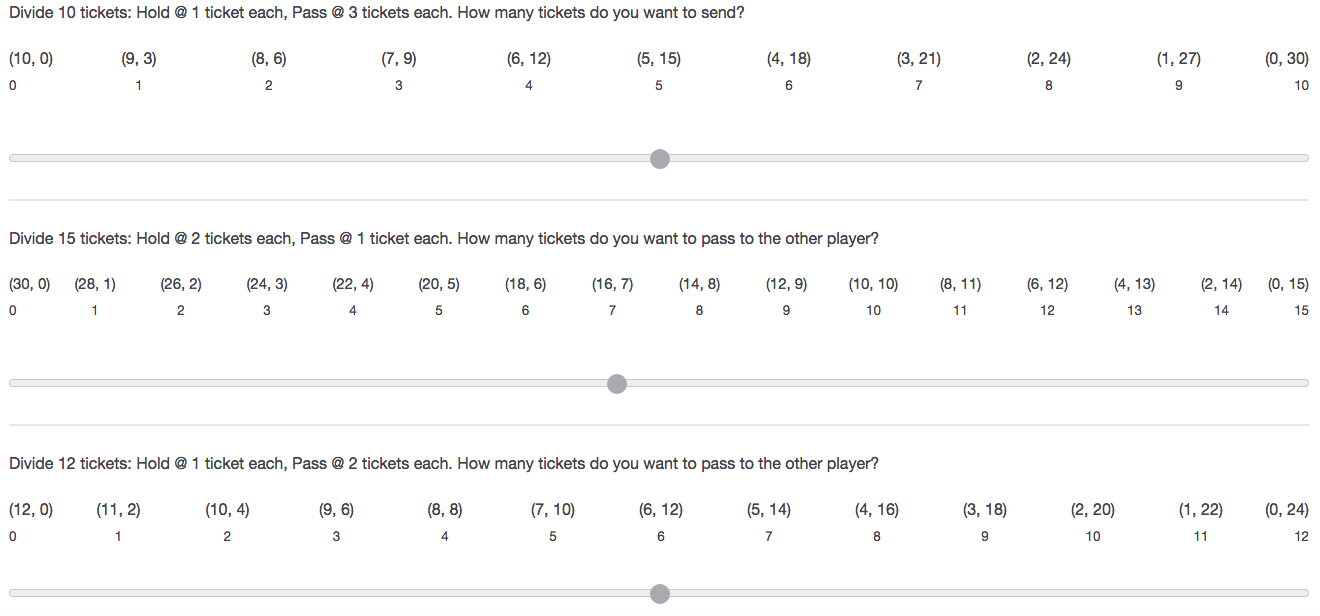 Divide 10 tickets: Hold @ 1 ticket each, Pass @ 3 tickets each. How many tickets do you want to send?
(10, 0) (9, 3) (8, 6) (7, 9) (6, 12) (5, 15) (4, 18) (3, 21) (2, 24) (1, 27) (0, 30)
0 1 2 3 4 5 6 7 8 9 10
Divide 15 tickets: Hold @ 2 tickets each, Pass @ 1 ticket each. How many tickets do you want to pass to the other player?
(30, 0) (28, 1) (26, 2) (24, 3) (22, 4) (20, 5) (18, 6) (16, 7) (14, 8) (12, 9) (10, 10) (8, 11) (6, 12) (4, 13) (2, 14) (0, 15)
0 1 2 3 4 5 6 7 8 9 10 11 12 13 14 15
Divide 12 tickets: Hold @ 1 ticket each, Pass @ 2 tickets each. How many tickets do you want to pass to the other player?
(12, 0) (11, 2) (10, 4) (9, 6) (8, 8) (7, 10) (6, 12) (5, 14) (4, 16) (3, 18) (2, 20) (1, 22) (0, 24)
0 1 2 3 4 5 6 7 8 9 10 11 12